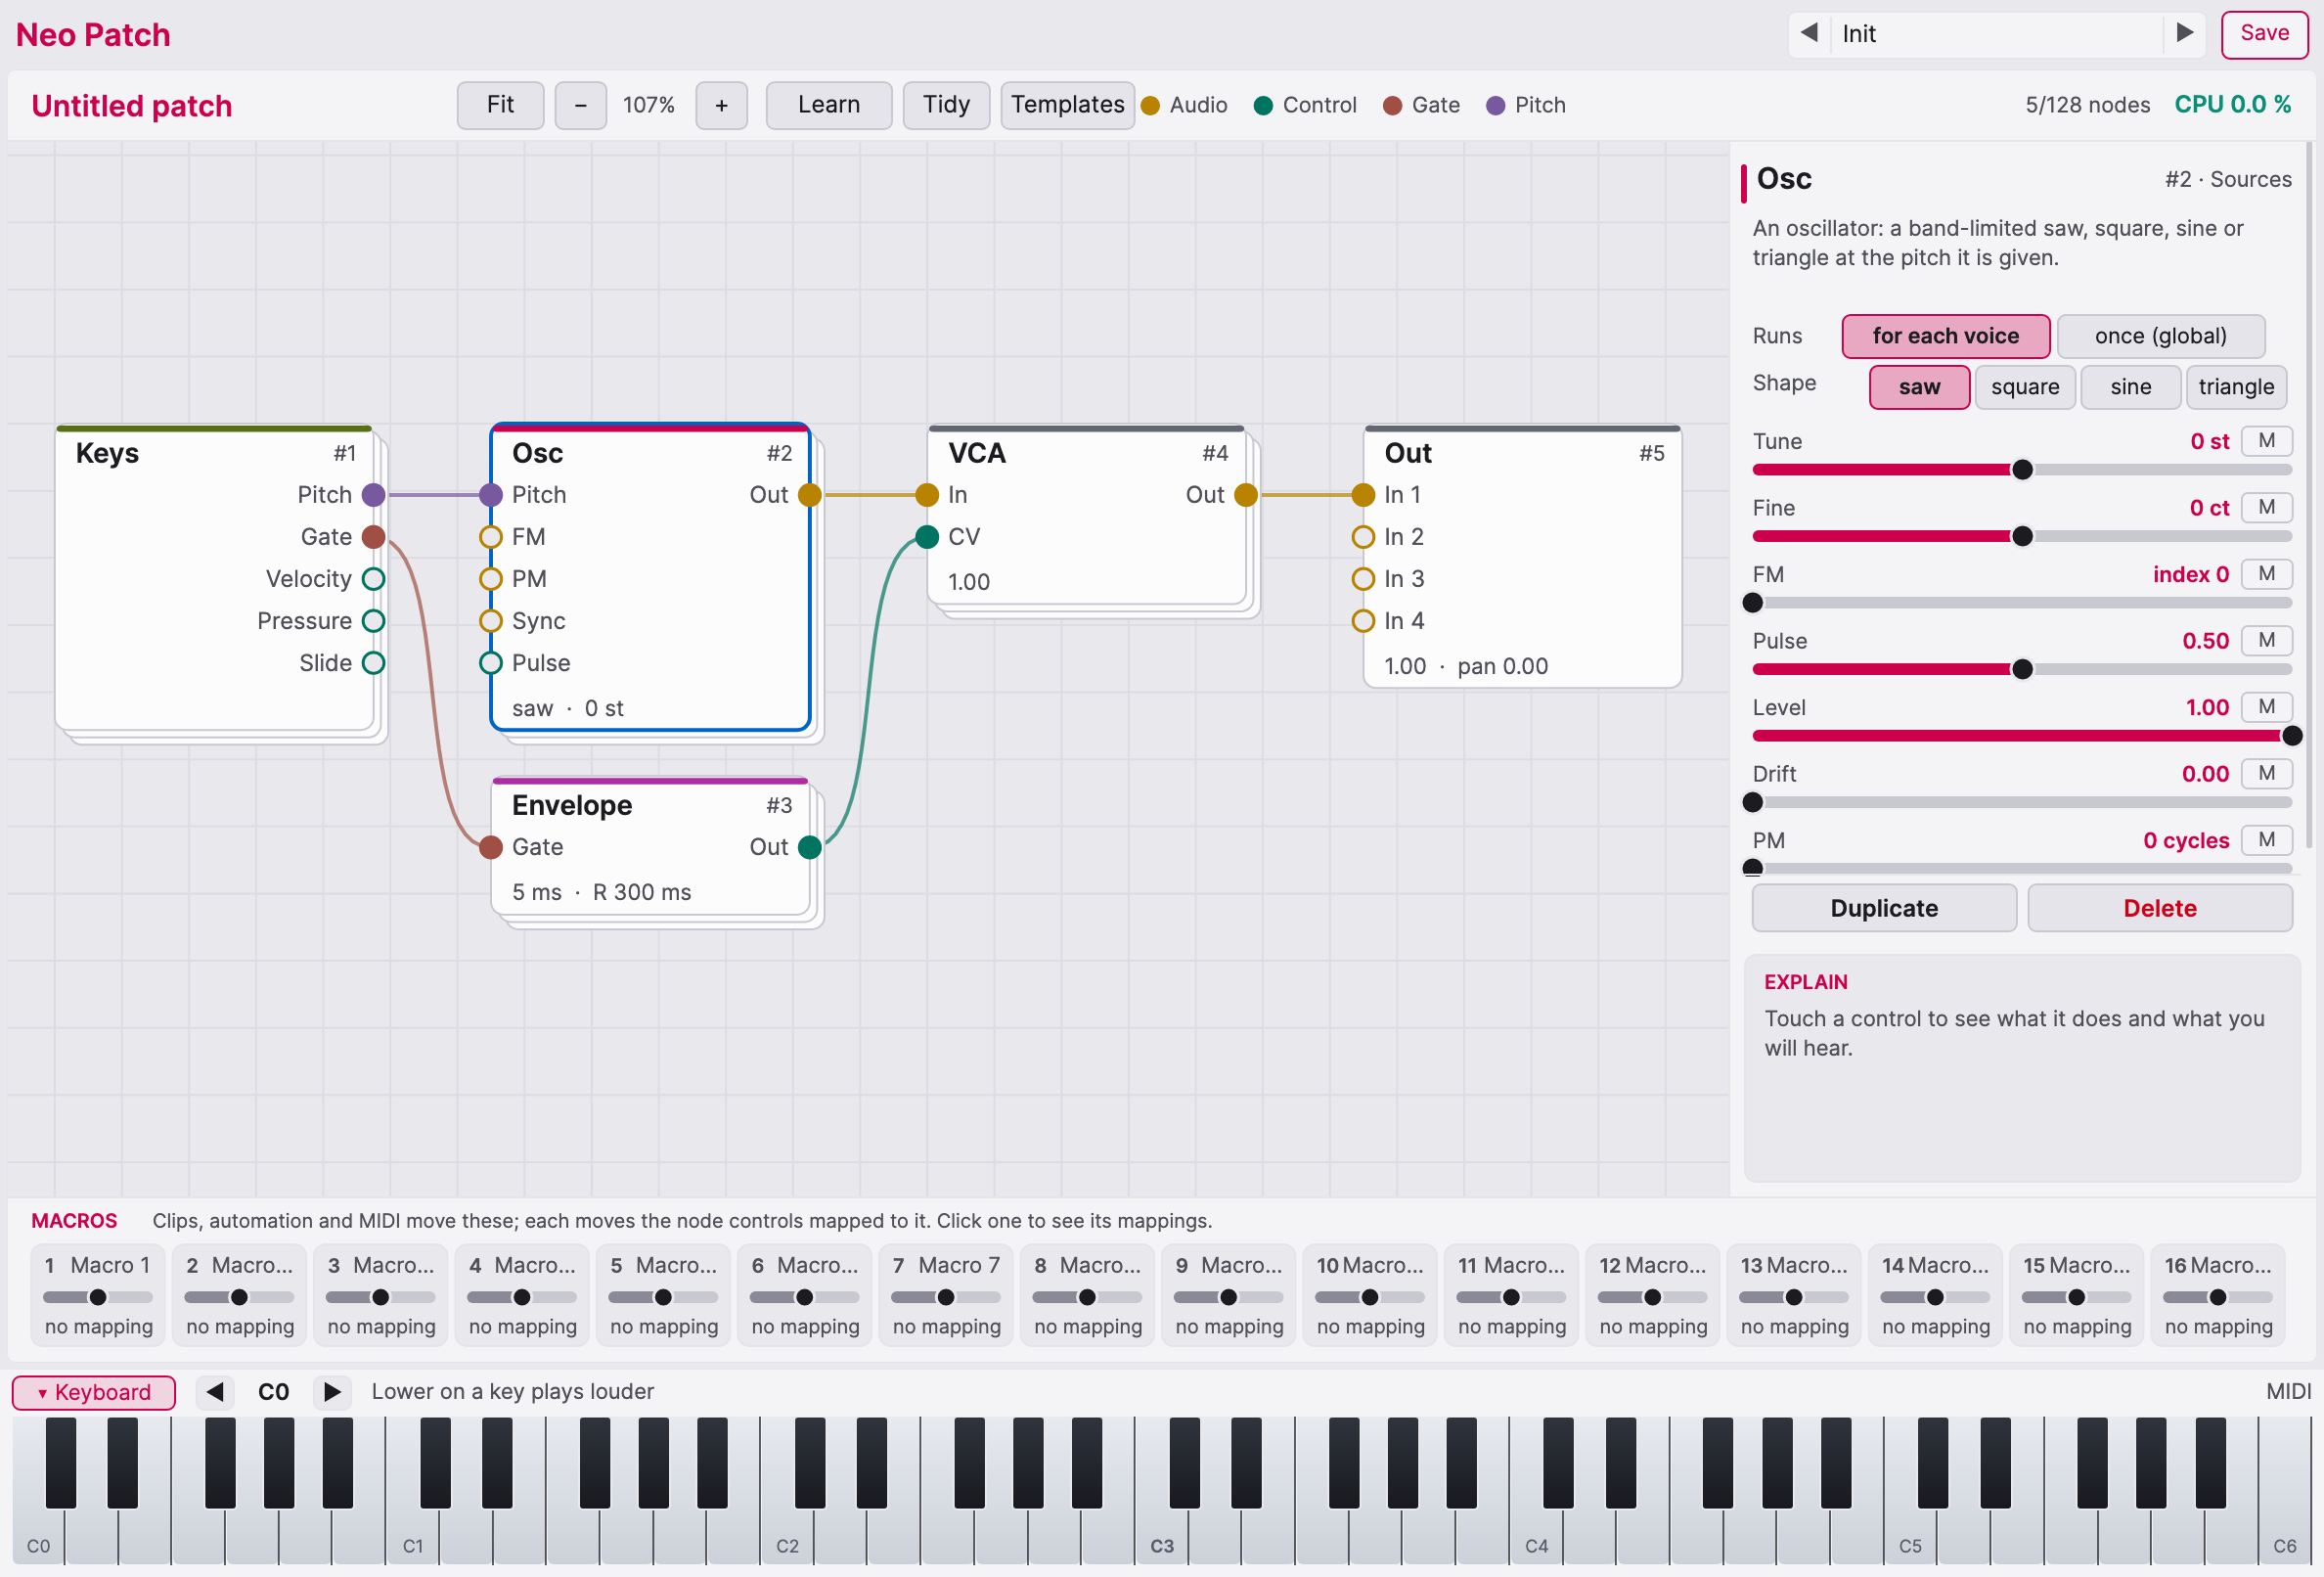 Neo Patch
◀ Init ▶ Save
Untitled patch
Fit − 107% + Learn Tidy Templates Audio Control Gate Pitch 5/128 nodes CPU 0.0 %
Keys #1
Pitch
Gate
Velocity
Pressure
Slide
Osc #2
Pitch Out
FM
PM
Sync
Pulse
saw · 0 st
Envelope #3
Gate Out
5 ms · R 300 ms
VCA #4
In Out
CV
1.00
Out #5
In 1
In 2
In 3
In 4
1.00 · pan 0.00
Osc #2 · Sources
An oscillator: a band-limited saw, square, sine or
triangle at the pitch it is given.
Runs for each voice once (global)
Shape saw square sine triangle
Tune 0 st M
Fine 0 ct M
FM index 0 M
Pulse 0.50 M
Level 1.00 M
Drift 0.00 M
PM 0 cycles M
Duplicate Delete
EXPLAIN
Touch a control to see what it does and what you
will hear.
MACROS Clips, automation and MIDI move these; each moves the node controls mapped to it. Click one to see its mappings.
1 Macro 1 2 Macro... 3 Macro... 4 Macro... 5 Macro... 6 Macro... 7 Macro 7 8 Macro... 9 Macro... 10 Macro... 11 Macro... 12 Macro... 13 Macro... 14 Macro... 15 Macro... 16 Macro...
no mapping no mapping no mapping no mapping no mapping no mapping no mapping no mapping no mapping no mapping no mapping no mapping no mapping no mapping no mapping no mapping
▾ Keyboard ◀ C0 ▶ Lower on a key plays louder MIDI
C0 C1 C2 C3 C4 C5 C6